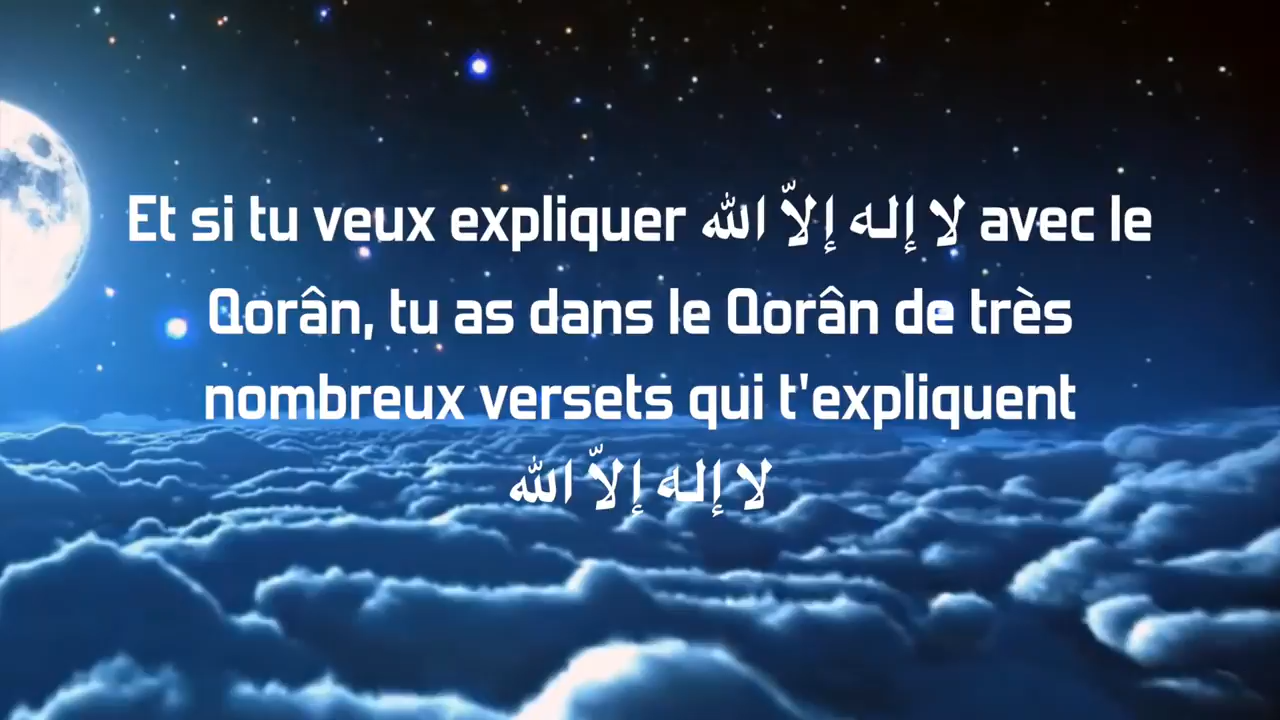 Et si tu veux expliquer لا إله إلاّ الله avec le
Qorân, tu as dans le Qorân de très
nombreux versets qui t'expliquent
لا إله إلاّ الله